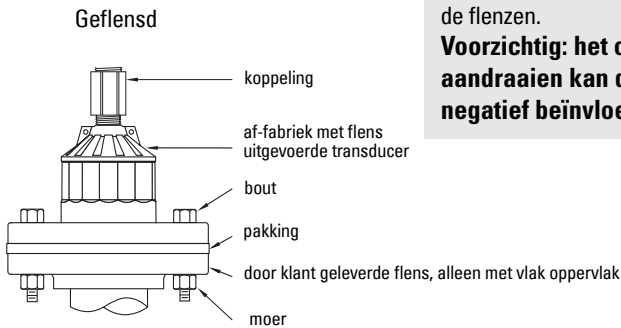 Geflensd
de flenzen.
Voorzichtig: het
aandraaien kan
negatief beïnvloe
koppeling
af-fabriek met flens
uitgevoerde transducer
bout
pakking
door klant geleverde flens, alleen met vlak oppervlak
moer